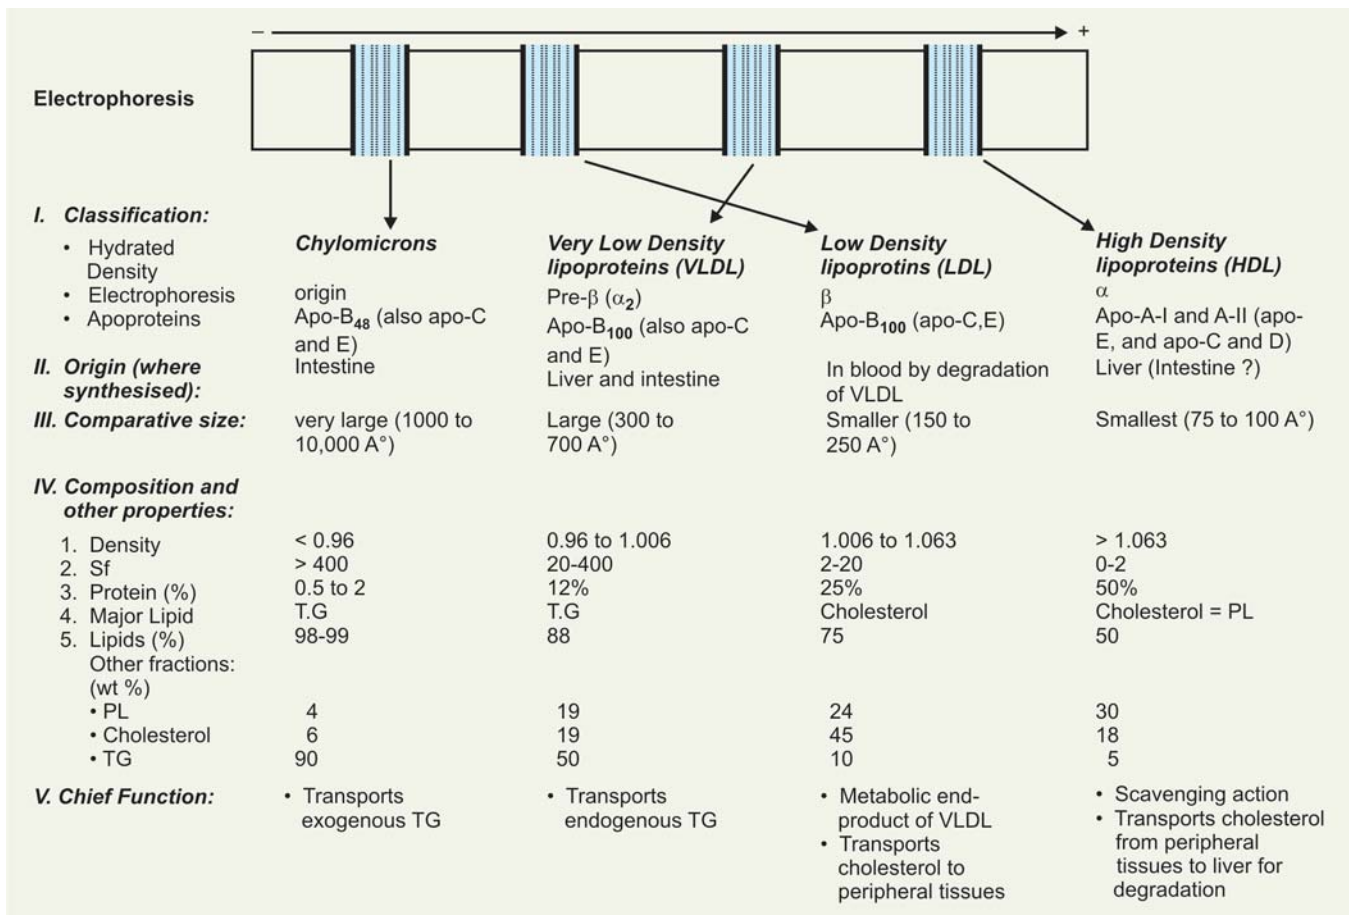 − +
Electrophoresis
I. Classification:
• Hydrated
Density
• Electrophoresis
• Apoproteins
Chylomicrons
origin
Apo-B48 (also apo-C
and E)
Very Low Density
lipoproteins (VLDL)
Pre-β (α2)
Apo-B100 (also apo-C
and E)
Low Density
lipoprotins (LDL)
β
Apo-B100 (apo-C,E)
High Density
lipoproteins (HDL)
α
Apo-A-I and A-II (apo-
E, and apo-C and D)
II. Origin (where
synthesised):
Intestine
Liver and intestine
In blood by degradation
of VLDL
Liver (Intestine ?)
III. Comparative size:
very large (1000 to
10,000 A°)
Large (300 to
700 A°)
Smaller (150 to
250 A°)
Smallest (75 to 100 A°)
IV. Composition and
other properties:
1. Density < 0.96 0.96 to 1.006 1.006 to 1.063 > 1.063
2. Sf > 400 20-400 2-20 0-2
3. Protein (%) 0.5 to 2 12% 25% 50%
4. Major Lipid T.G T.G Cholesterol Cholesterol = PL
5. Lipids (%) 98-99 88 75 50
Other fractions:
(wt %)
• PL 4 19 24 30
• Cholesterol 6 19 45 18
• TG 90 50 10 5
V. Chief Function:
• Transports
exogenous TG
• Transports
endogenous TG
• Metabolic end-
product of VLDL
• Transports
cholesterol to
peripheral tissues
• Scavenging action
• Transports cholesterol
from peripheral
tissues to liver for
degradation